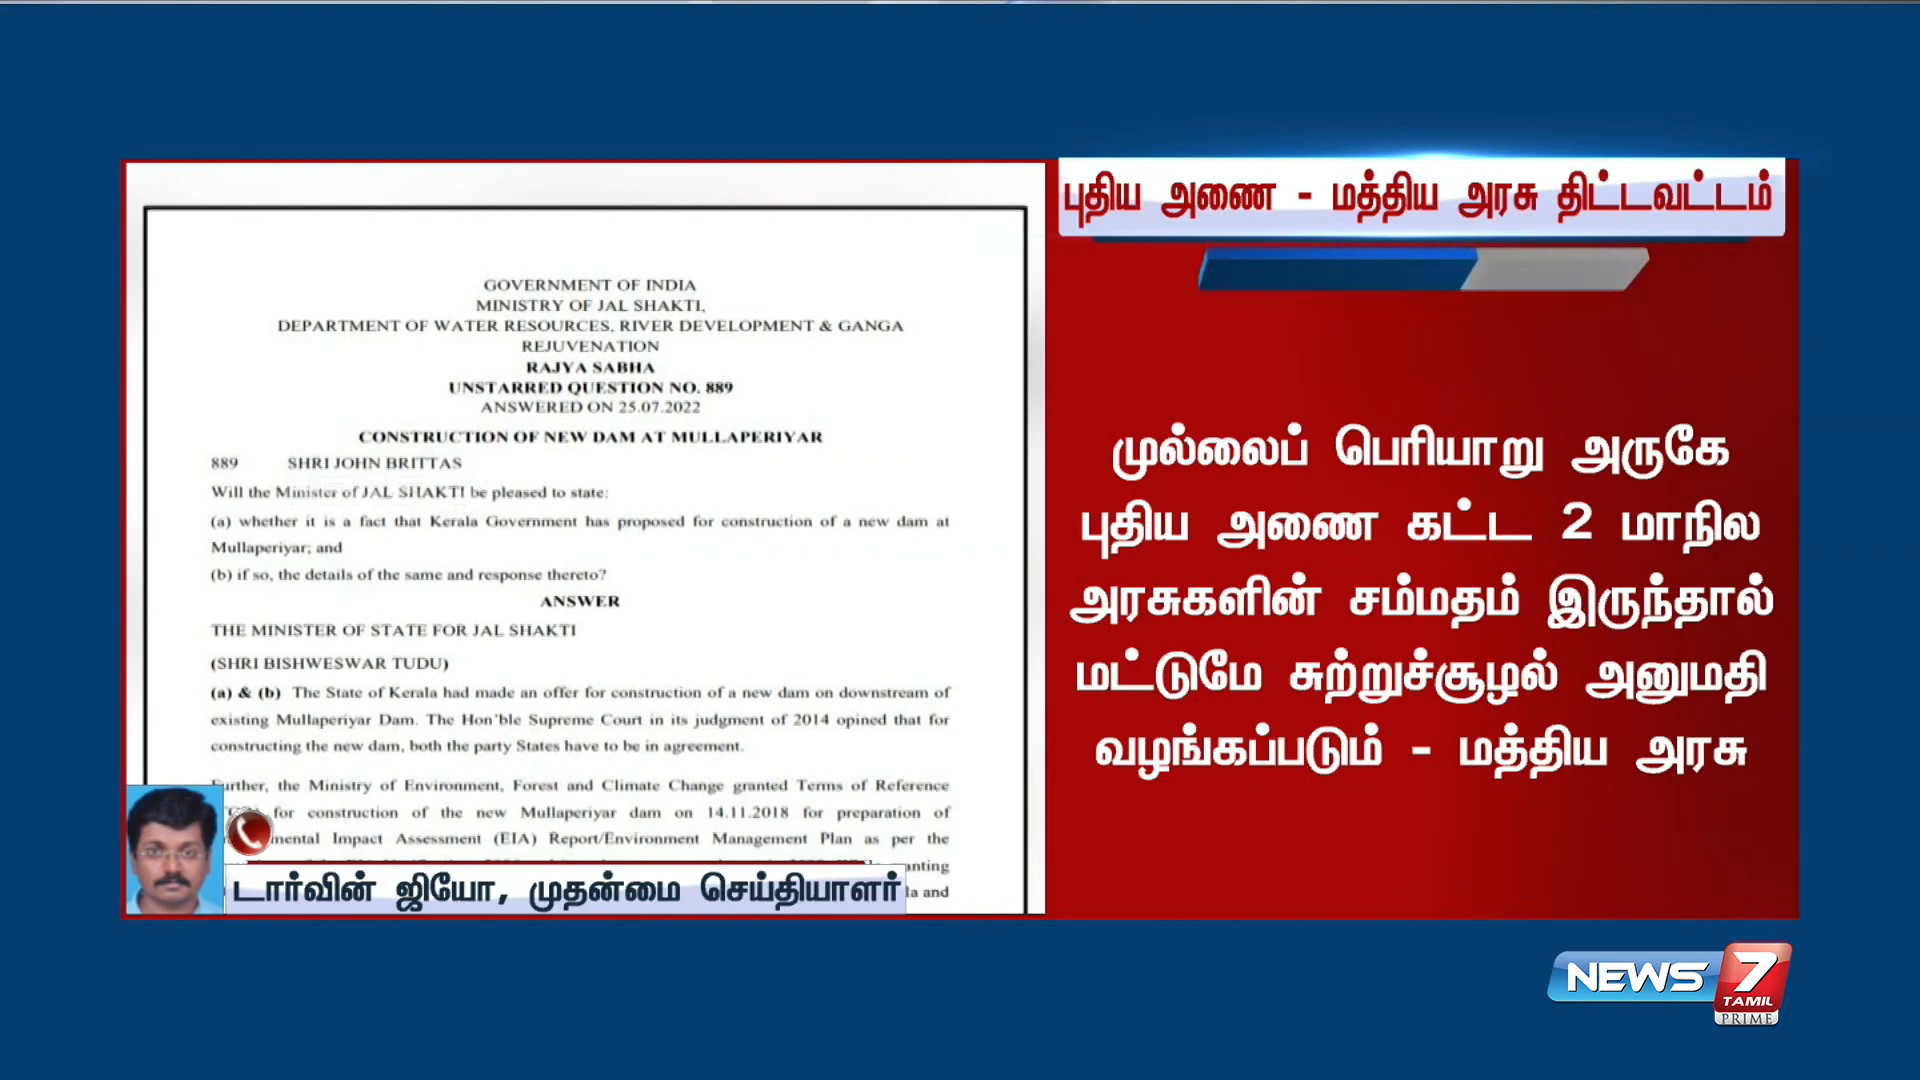 GOVERNMENT OF INDIA
MINISTRY OF JAL SHAKTI,
DEPARTMENT OF WATER RESOURCES, RIVER DEVELOPMENT & GANGA
REJUVENATION
RAJYA SABHA
UNSTARRED QUESTION NO. 889
ANSWERED ON 25.07.2022
CONSTRUCTION OF NEW DAM AT MULLAPERIYAR
889 SHRI JOHN BRITTAS
Will the Minister of JAL SHAKTI be pleased to state:
(a) whether it is a fact that Kerala Government has proposed for construction of a new dam at
Mullaperiyar; and
(b) if so, the details of the same and response thereto?
ANSWER
THE MINISTER OF STATE FOR JAL SHAKTI
(SHRI BISHWESWAR TUDU)
(a) & (b) The State of Kerala had made an offer for construction of a new dam on downstream of
existing Mullaperiyar Dam. The Hon'ble Supreme Court in its judgment of 2014 opined that for
constructing the new dam, both the party States have to be in agreement.
the Ministry of Environment, Forest and Climate Change granted Terms of Reference
for construction of the new Mullaperiyar dam on 14.11.2018 for preparation of
Impact Assessment (EIA) Report/Environment Management Plan as per the
and
டார்வின் ஜியோ, முதன்மை செய்தியாளர்
புதிய அணை - மத்திய அரசு திட்டவட்டம்
முல்லைப் பெரியாறு அருகே
புதிய அணை கட்ட 2 மாநில
அரசுகளின் சம்மதம் இருந்தால்
மட்டுமே சுற்றுச்சூழல் அனுமதி
வழங்கப்படும் - மத்திய அரசு
NEWS 7
TAMIL
PRIME